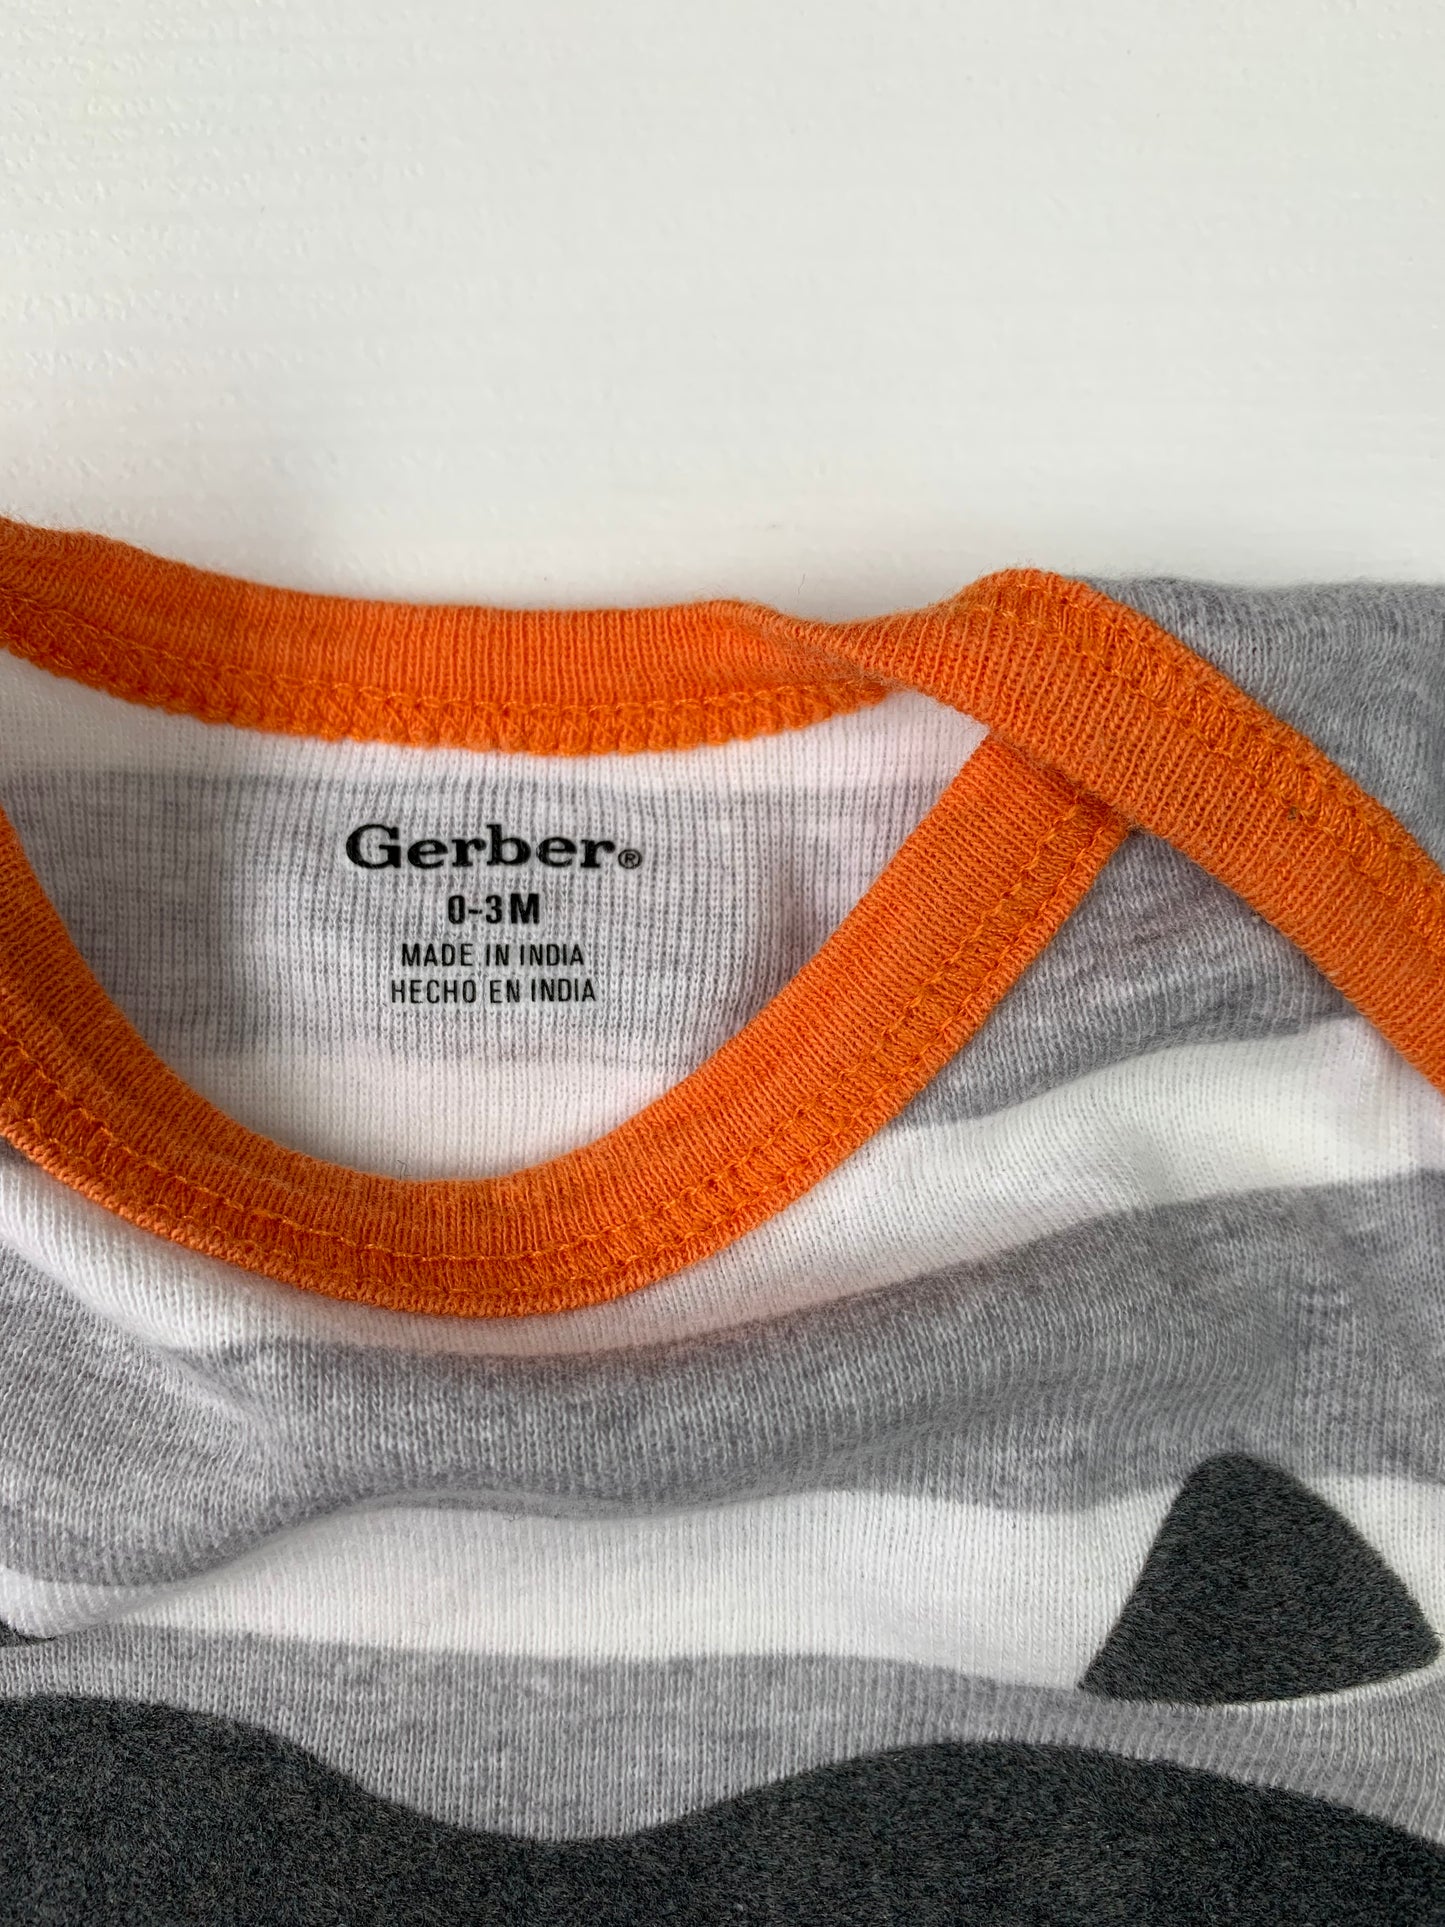 Gerber®
0-3M
MADE IN INDIA
HECHO EN INDIA